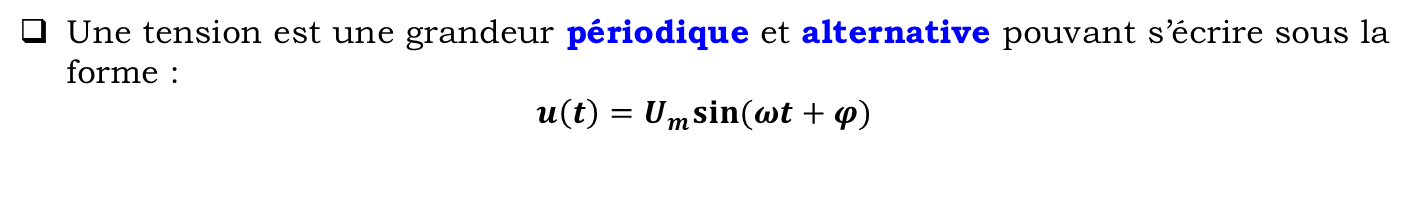 ❑ Une tension est une grandeur périodique et alternative pouvant s’écrire sous la
forme :
u(t) = Uₘsin(ωt + φ)